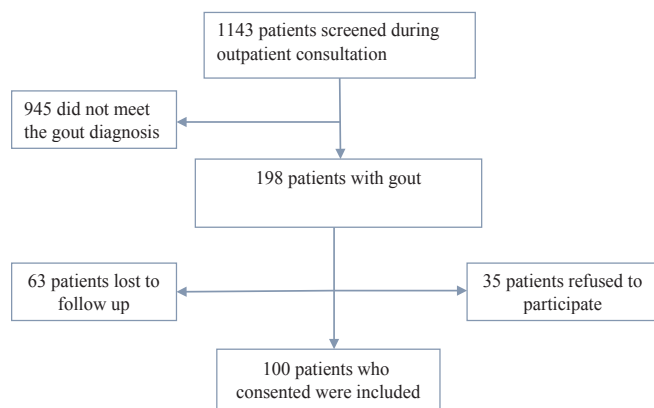 1143 patients screened during
outpatient consultation
945 did not meet
the gout diagnosis
198 patients with gout
63 patients lost to
follow up
35 patients refused to
participate
100 patients who
consented were included